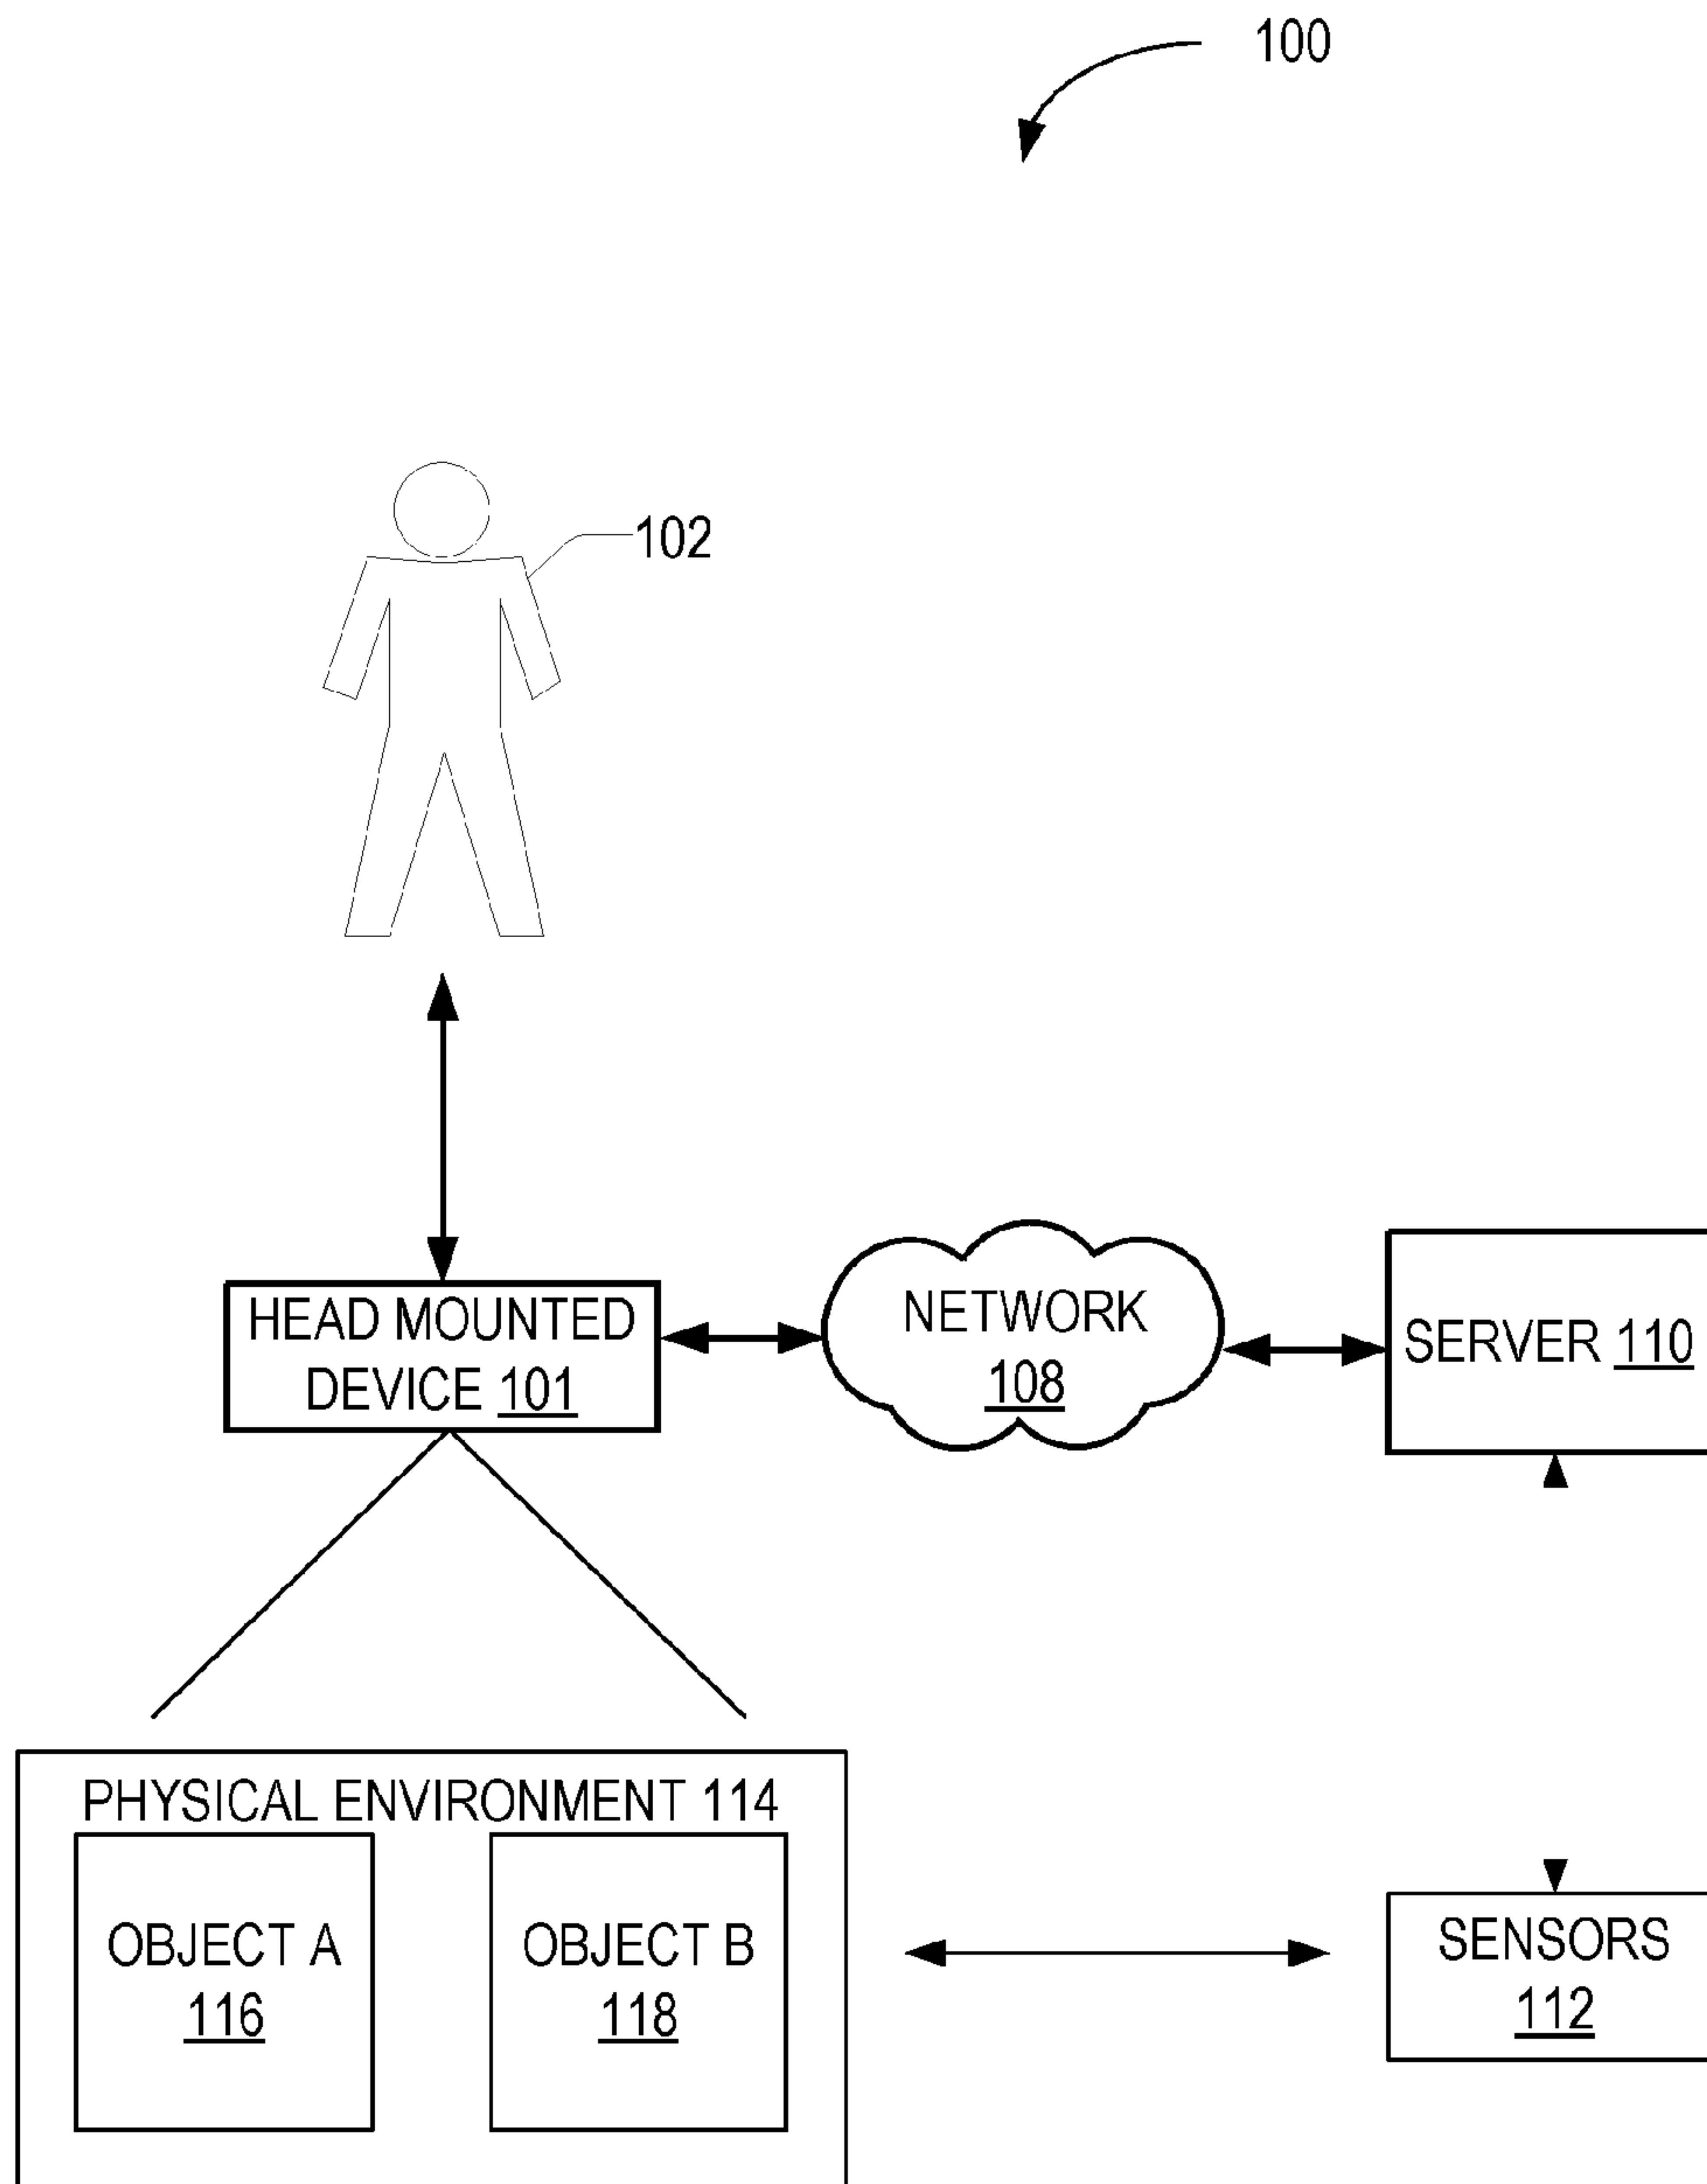 100
102
HEAD MOUNTED
DEVICE 101
NETWORK
108
SERVER 110
PHYSICAL ENVIRONMENT 114
OBJECT A
116
OBJECT B
118
SENSORS
112